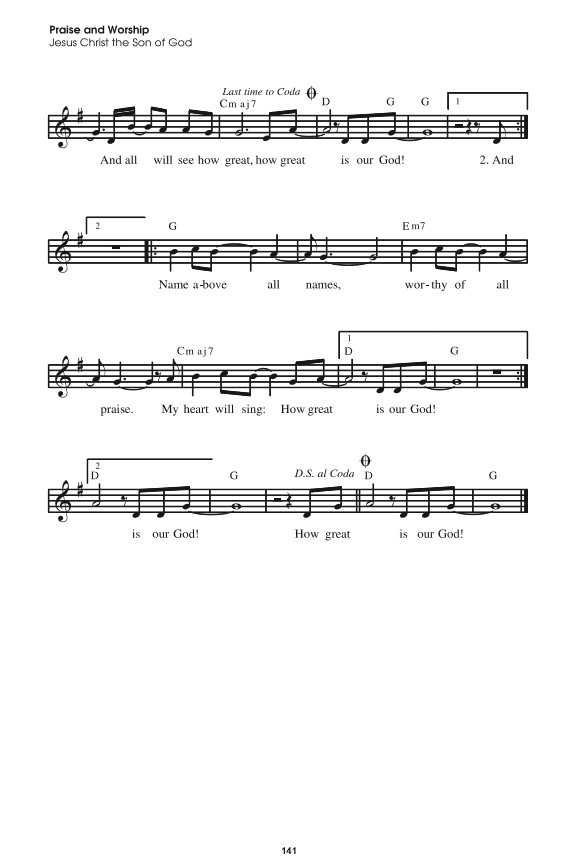 Praise and Worship
Jesus Christ the Son of God
Last time to Coda
Cmaj7 D G G 1
And all will see how great, how great is our God! 2. And
2 G Em7
Name a-bove all names, wor-thy of all
1
Cmaj7 D G
praise. My heart will sing: How great is our God!
2
D G D.S. al Coda D G
is our God! How great is our God!
141